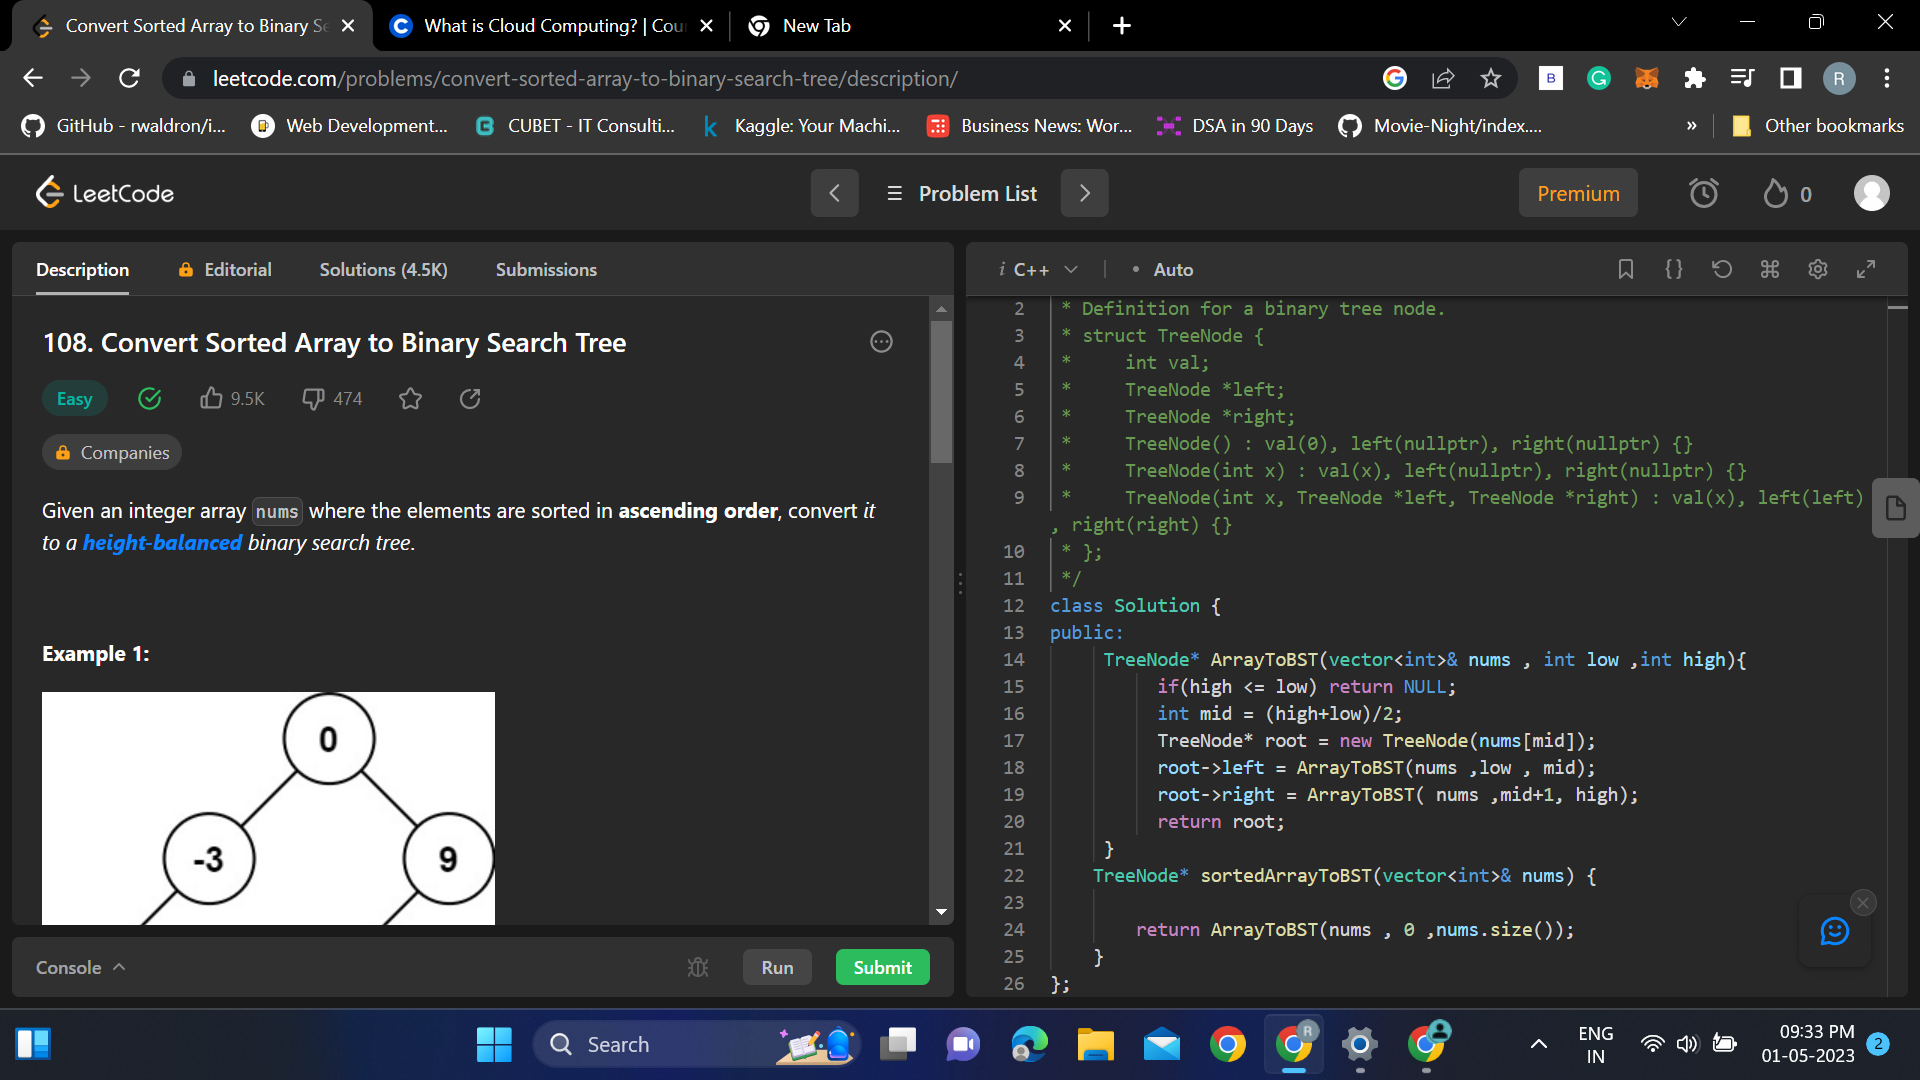 Convert Sorted Array to Binary Se
What is Cloud Computing? | Cou
New Tab
leetcode.com/problems/convert-sorted-array-to-binary-search-tree/description/
B
G
R
GitHub - rwaldron/i...
Web Development...
CUBET - IT Consulti...
Kaggle: Your Machi...
Business News: Wor...
DSA in 90 Days
Movie-Night/index....
»
Other bookmarks
LeetCode
Problem List
Premium
0
Description
Editorial
Solutions (4.5K)
Submissions
108. Convert Sorted Array to Binary Search Tree
Easy
9.5K
474
Companies
Given an integer array nums where the elements are sorted in ascending order, convert it
to a height-balanced binary search tree.
Example 1:
0
-3
9
Console
Run
Submit
i C++
• Auto
2 * Definition for a binary tree node.
3 * struct TreeNode {
4 * int val;
5 * TreeNode *left;
6 * TreeNode *right;
7 * TreeNode() : val(0), left(nullptr), right(nullptr) {}
8 * TreeNode(int x) : val(x), left(nullptr), right(nullptr) {}
9 * TreeNode(int x, TreeNode *left, TreeNode *right) : val(x), left(left)
, right(right) {}
10 * };
11 */
12 class Solution {
13 public:
14 TreeNode* ArrayToBST(vector<int>& nums , int low ,int high){
15 if(high <= low) return NULL;
16 int mid = (high+low)/2;
17 TreeNode* root = new TreeNode(nums[mid]);
18 root->left = ArrayToBST(nums ,low , mid);
19 root->right = ArrayToBST( nums ,mid+1, high);
20 return root;
21 }
22 TreeNode* sortedArrayToBST(vector<int>& nums) {
23
24 return ArrayToBST(nums , 0 ,nums.size());
25 }
26 };
Search
R
ENG
IN
09:33 PM
01-05-2023
2